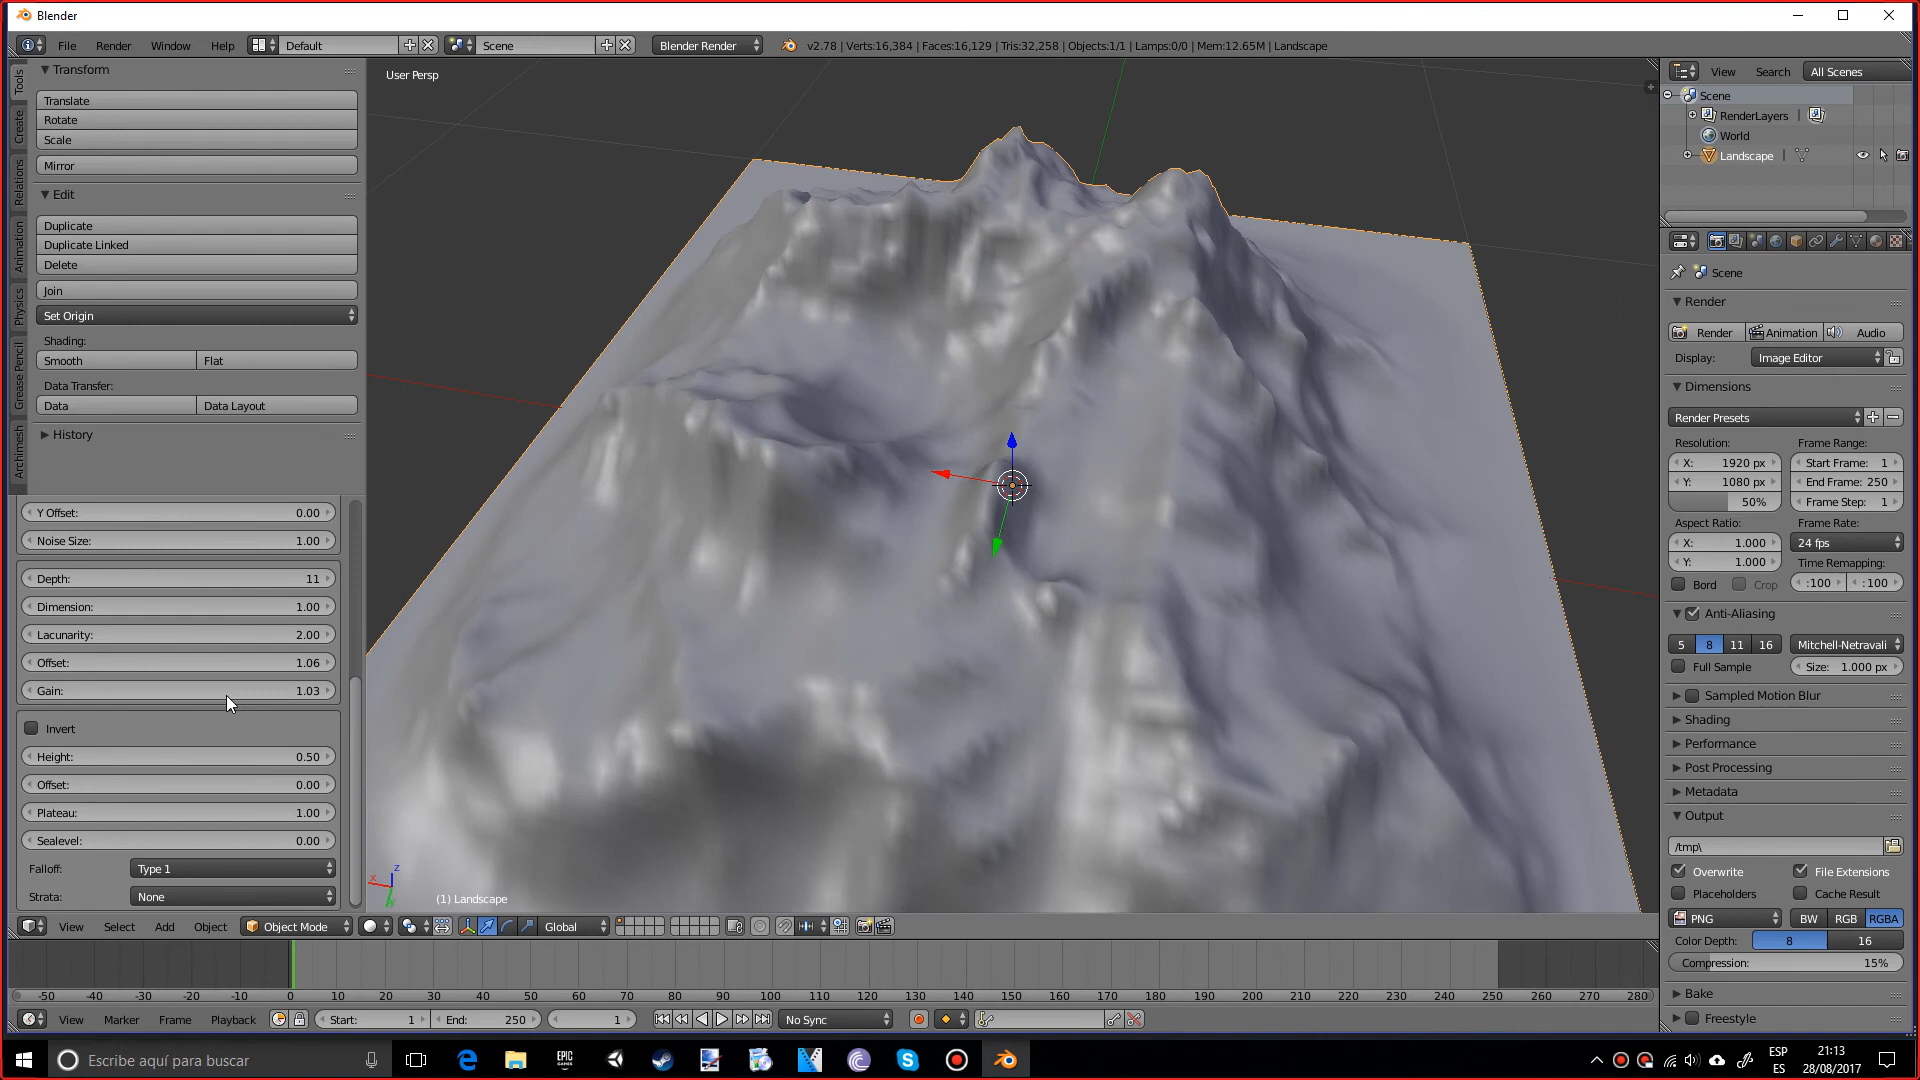 Blender
File Render Window Help Default Scene Blender Render v2.78 | Verts:16,384 | Faces:16,129 | Tris:32,258 | Objects:1/1 | Lamps:0/0 | Mem:12.65M | Landscape
Tools
Create
Relations
Animation
Physics
Grease Pencil
Archimesh
Transform
Translate
Rotate
Scale
Mirror
Edit
Duplicate
Duplicate Linked
Delete
Join
Set Origin
Shading:
Smooth Flat
Data Transfer:
Data Data Layout
History
Y Offset: 0.00
Noise Size: 1.00
Depth: 11
Dimension: 1.00
Lacunarity: 2.00
Offset: 1.06
Gain: 1.03
Invert
Height: 0.50
Offset: 0.00
Plateau: 1.00
Sealevel: 0.00
Falloff: Type 1
Strata: None
User Persp
z
x
(1) Landscape
View Select Add Object Object Mode Global
View Search All Scenes
Scene
RenderLayers |
World
Landscape |
Scene
Render
Render Animation Audio
Display: Image Editor
Dimensions
Render Presets
Resolution: Frame Range:
X: 1920 px Start Frame: 1
Y: 1080 px End Frame: 250
50% Frame Step: 1
Aspect Ratio: Frame Rate:
X: 1.000 24 fps
Y: 1.000 Time Remapping:
Bord Crop :100 :100
Anti-Aliasing
5 8 11 16 Mitchell-Netravali
Full Sample Size: 1.000 px
Sampled Motion Blur
Shading
Performance
Post Processing
Metadata
Output
/tmp\
Overwrite File Extensions
Placeholders Cache Result
PNG BW RGB RGBA
Color Depth: 8 16
Compression: 15%
Bake
Freestyle
-50 -40 -30 -20 -10 0 10 20 30 40 50 60 70 80 90 100 110 120 130 140 150 160 170 180 190 200 210 220 230 240 250 260 270 280
View Marker Frame Playback Start: 1 End: 250 1 No Sync
Escribe aquí para buscar
EPIC
GAMES
ESP
ES
21:13
28/08/2017